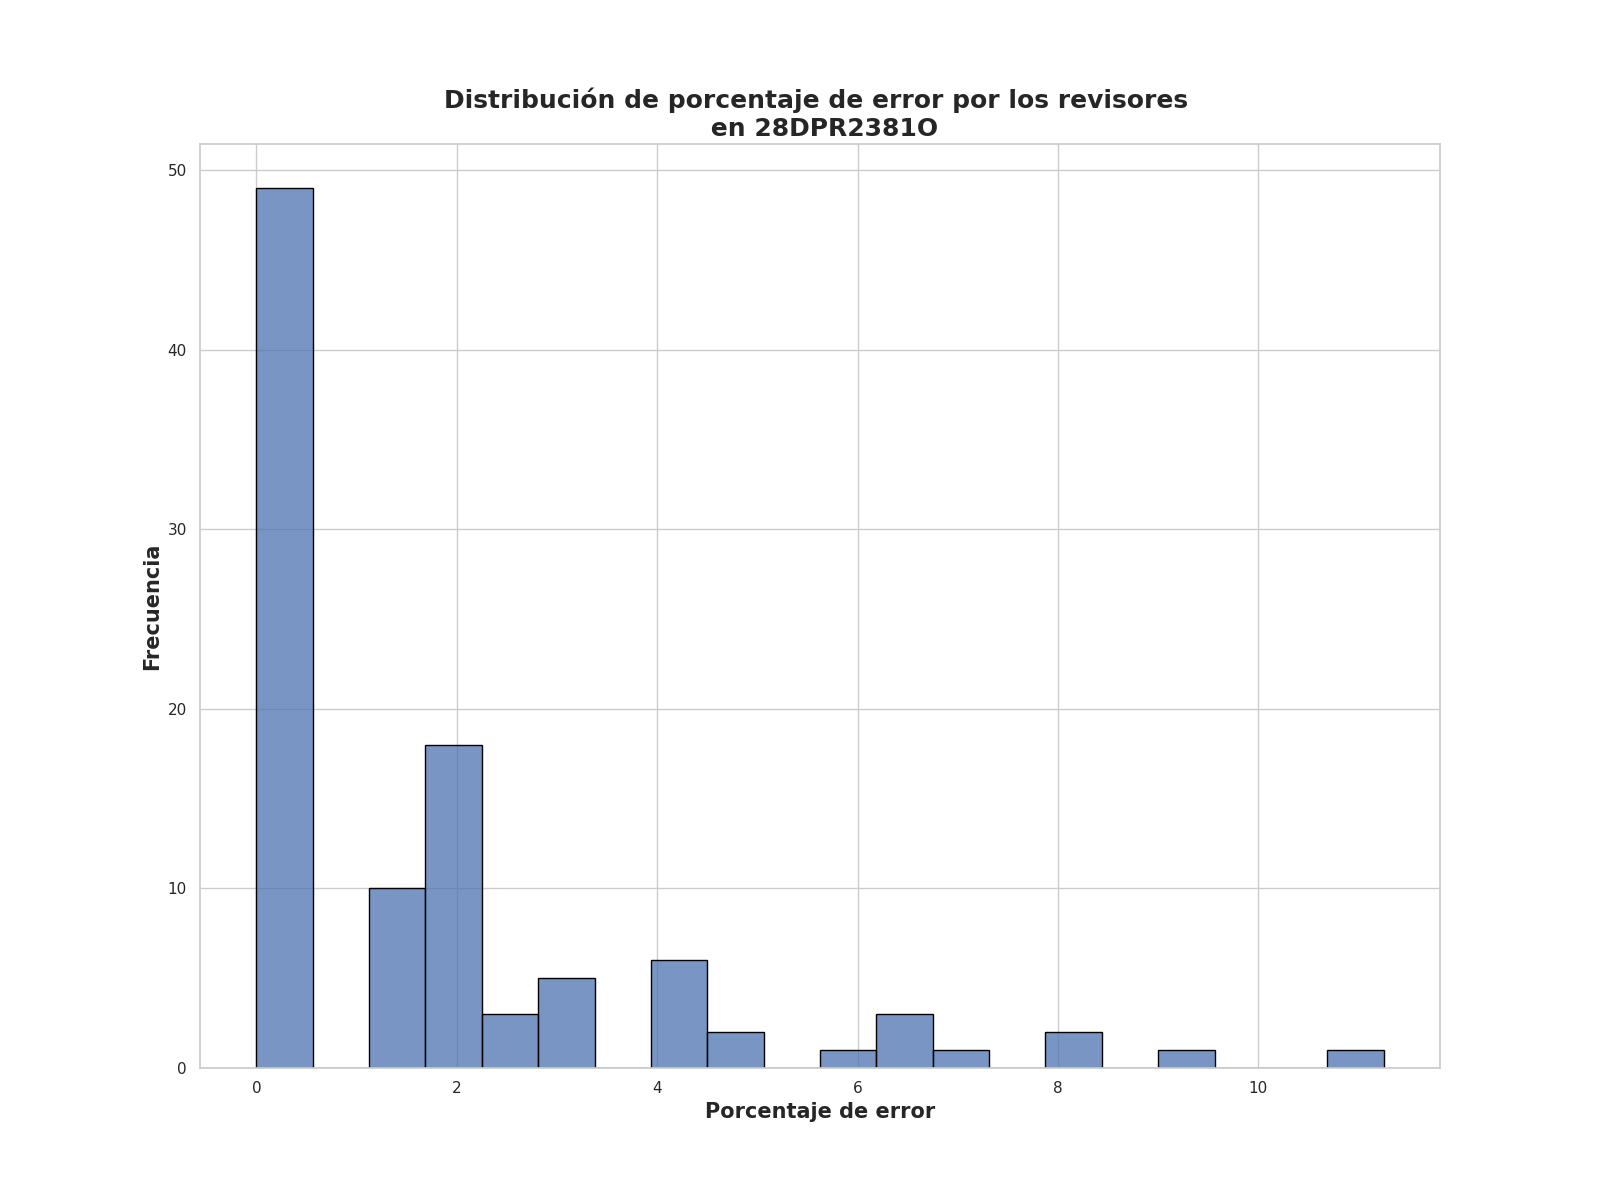 Distribución de porcentaje de error por los revisores
en 28DPR2381O
50
40
30
20
10
0
Frecuencia
0 2 4 6 8 10
Porcentaje de error